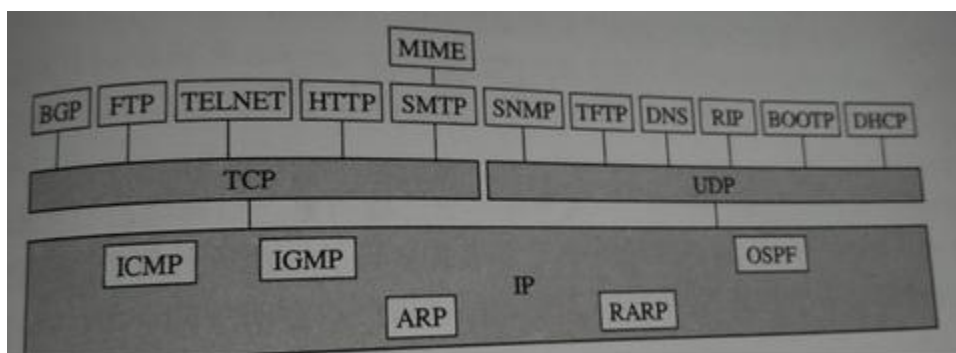 MIME
BGP FTP TELNET HTTP SMTP SNMP TFTP DNS RIP BOOTP DHCP
TCP UDP
ICMP IGMP OSPF
IP
ARP RARP